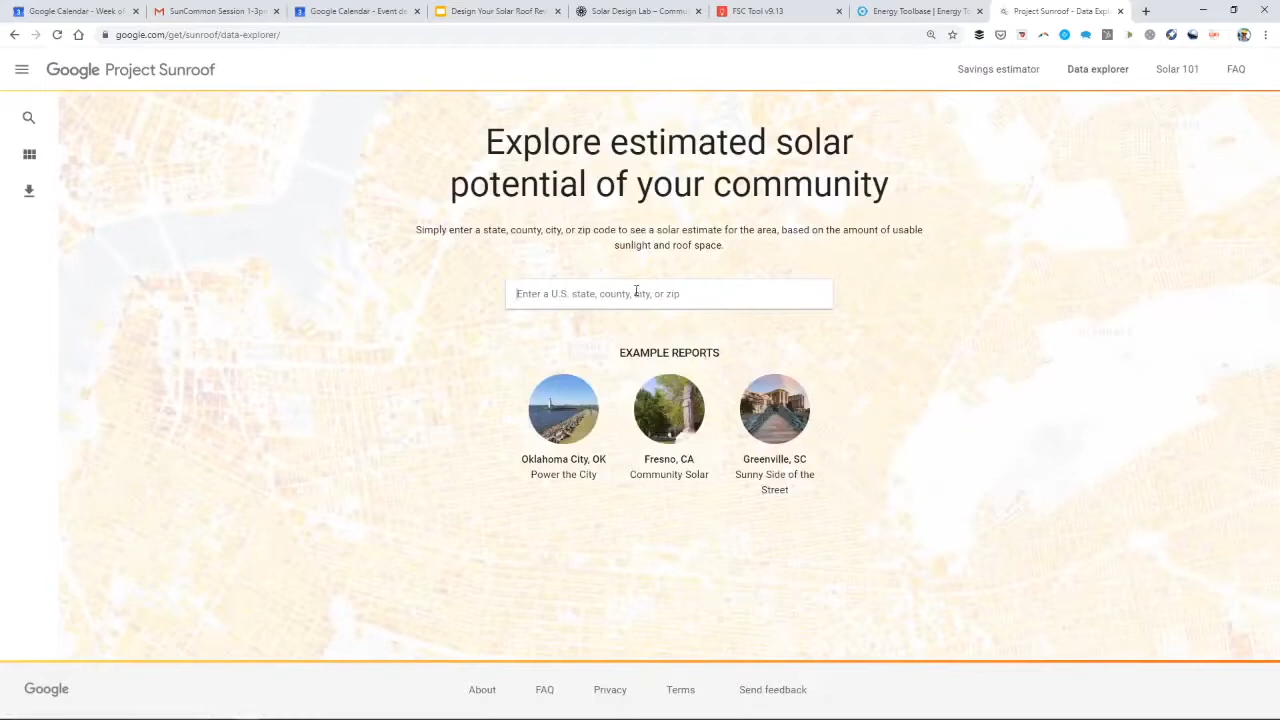 Google Calendar - Week of
SunCommon Session 1-3pm
Google Calendar - Event de
Design Your Solar Roof Rev
Solar Design Lab – Commu
FSC Tool v9.13
Energy Toolbase | Energy To
Project Sunroof - Data Expl
google.com/get/sunroof/data-explorer/
Google Project Sunroof
Savings estimator
Data explorer
Solar 101
FAQ
Explore estimated solar
potential of your community
Simply enter a state, county, city, or zip code to see a solar estimate for the area, based on the amount of usable
sunlight and roof space.
Enter a U.S. state, county, city, or zip
EXAMPLE REPORTS
Oklahoma City, OK
Power the City
Fresno, CA
Community Solar
Greenville, SC
Sunny Side of the
Street
Google
About
FAQ
Privacy
Terms
Send feedback